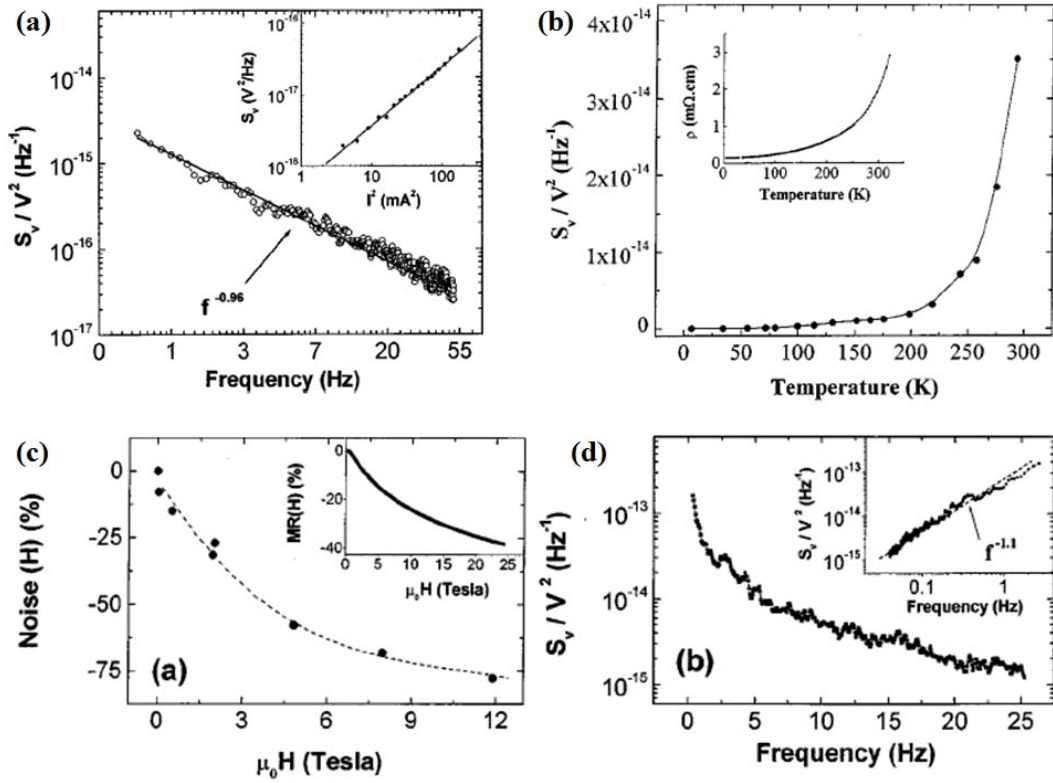 (a)
S_v / V^2 (Hz^-1)
10^-14
10^-15
10^-16
10^-17
0 1 3 7 20 55
Frequency (Hz)
f^-0.96
S_v (V^2/Hz)
10^-16
10^-17
10^-18
1 10 100
I^2 (mA^2)
(b)
S_v / V^2 (Hz^-1)
4x10^-14
3x10^-14
2x10^-14
1x10^-14
0
0 50 100 150 200 250 300
Temperature (K)
ρ (mΩ.cm)
3
2
1
0
0 100 200 300
Temperature (K)
(c)
Noise (H) (%)
0
-25
-50
-75
0 3 6 9 12
μ₀H (Tesla)
(a)
MR(H) (%)
0
-20
-40
0 5 10 15 20 25
μ₀H (Tesla)
(d)
S_v / V^2 (Hz^-1)
10^-13
10^-14
10^-15
0 5 10 15 20 25
Frequency (Hz)
(b)
S_v / V^2 (Hz^-1)
10^-13
10^-14
10^-15
0.1 1
Frequency (Hz)
f^-1.1